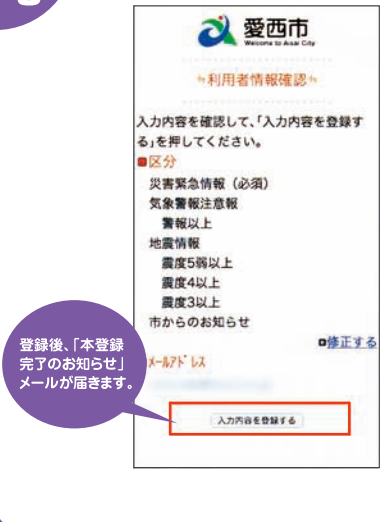 愛西市
Welcome to Aisai City
利用者情報確認
入力内容を確認して、「入力内容を登録す
る」を押してください。
区分
災害緊急情報（必須）
気象警報注意報
警報以上
地震情報
震度5弱以上
震度4以上
震度3以上
市からのお知らせ
修正する
メールアドレス
入力内容を登録する
登録後、「本登録
完了のお知らせ」
メールが届きます。